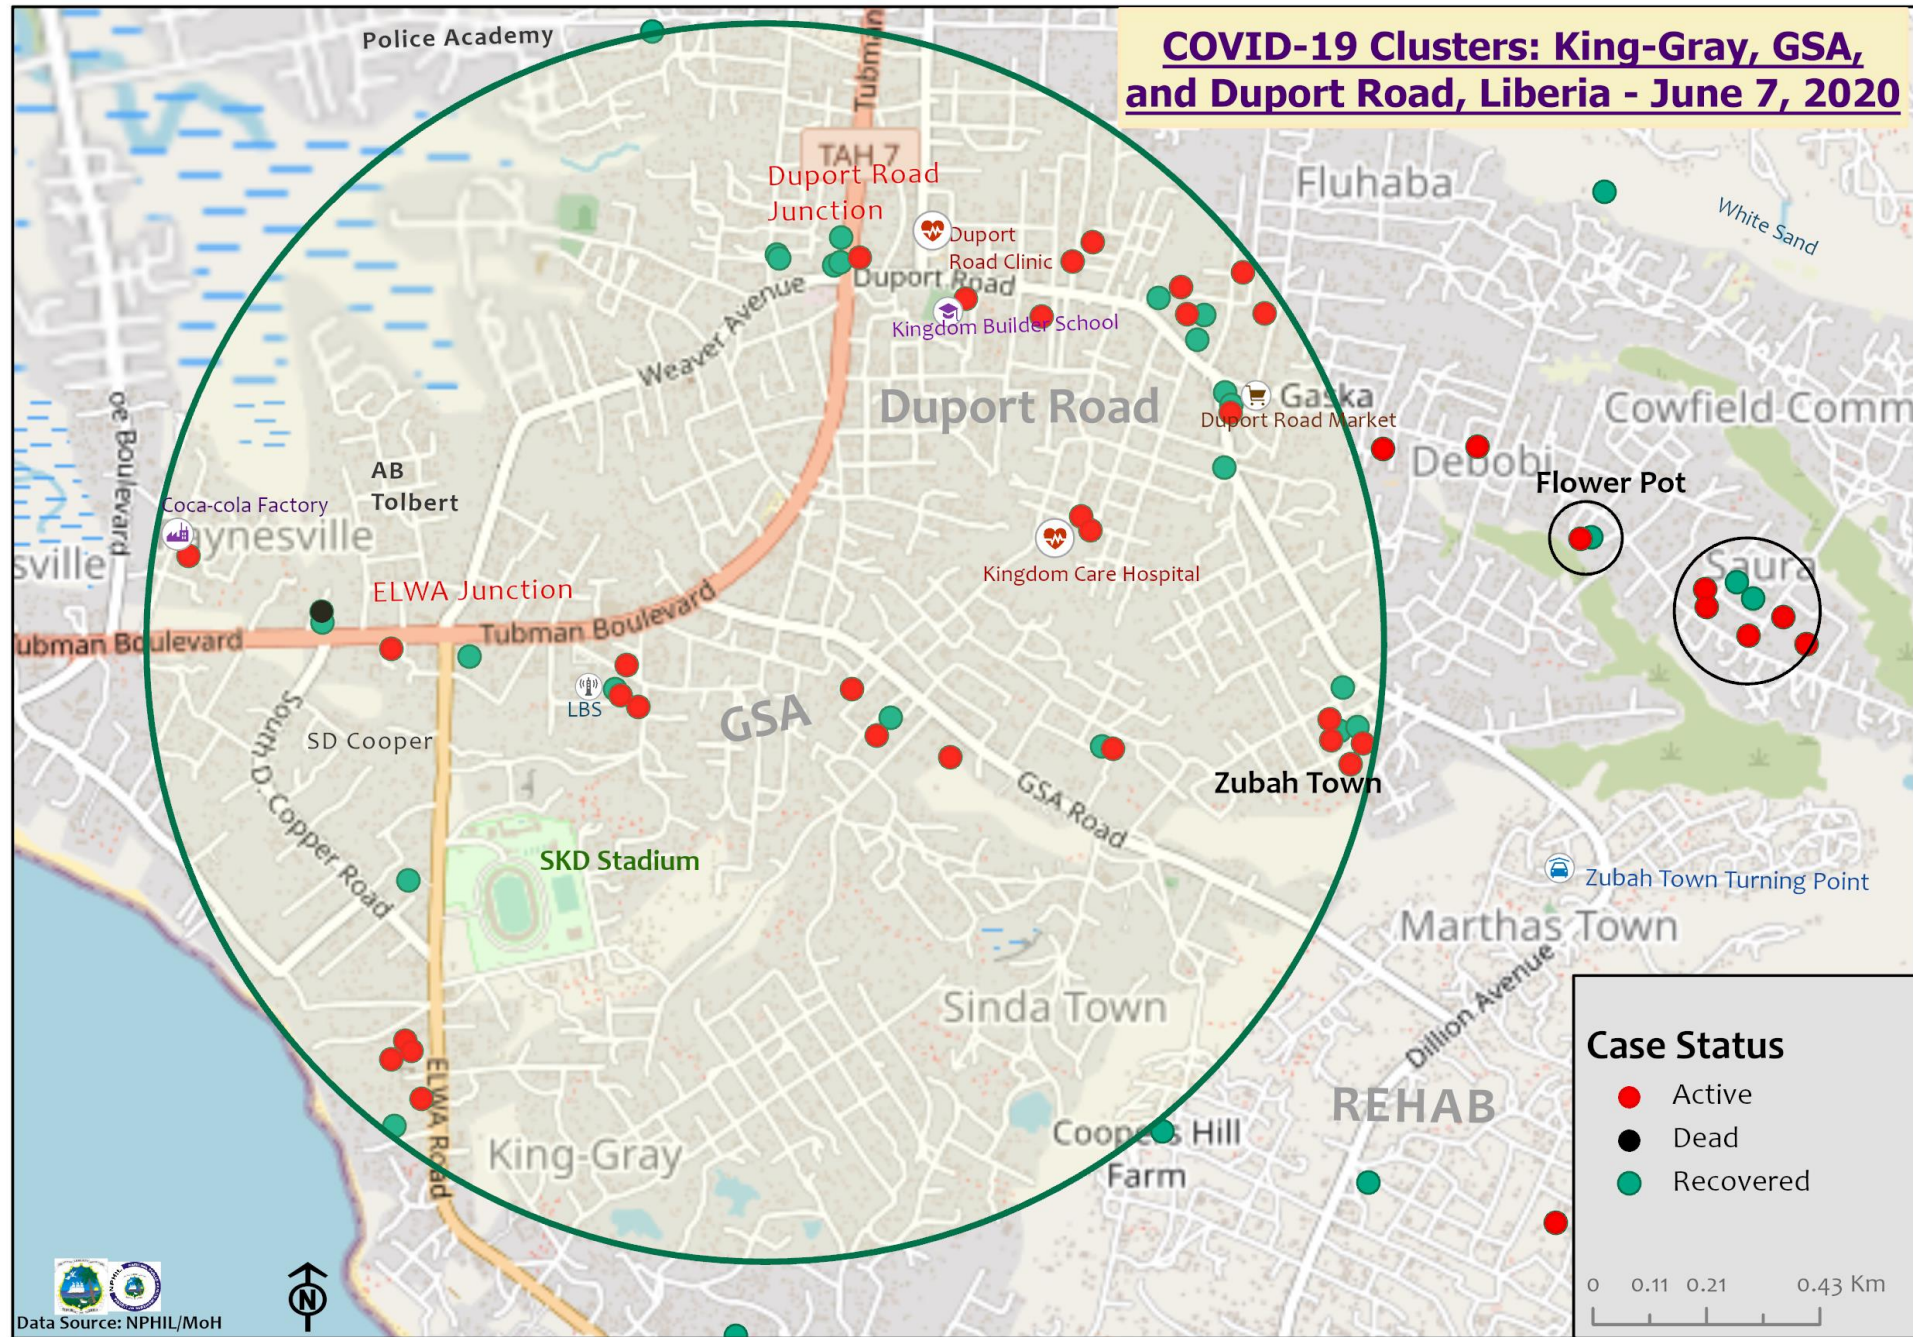 COVID-19 Clusters: King-Gray, GSA,
and Duport Road, Liberia - June 7, 2020
Police Academy
Tubman
TAH 7
Duport Road
Junction
Duport
Road Clinic
Duport Road
Kingdom Builder School
Weaver Avenue
Fluhaba
White Sand
Duport Road
Gaska
Duport Road Market
Cowfield Comm
Debobi
Flower Pot
Saura
oe Boulevard
AB
Tolbert
Coca-cola Factory
aynesville
sville
Kingdom Care Hospital
ELWA Junction
Tubman Boulevard
ubman Boulevard
LBS
GSA
SD Cooper
South D. Copper Road
GSA Road
Zubah Town
SKD Stadium
Zubah Town Turning Point
Marthas Town
Sinda Town
Dillion Avenue
REHAB
ELWA Road
King-Gray
Coopers Hill
Farm
Case Status
Active
Dead
Recovered
0 0.11 0.21 0.43 Km
N
Data Source: NPHIL/MoH